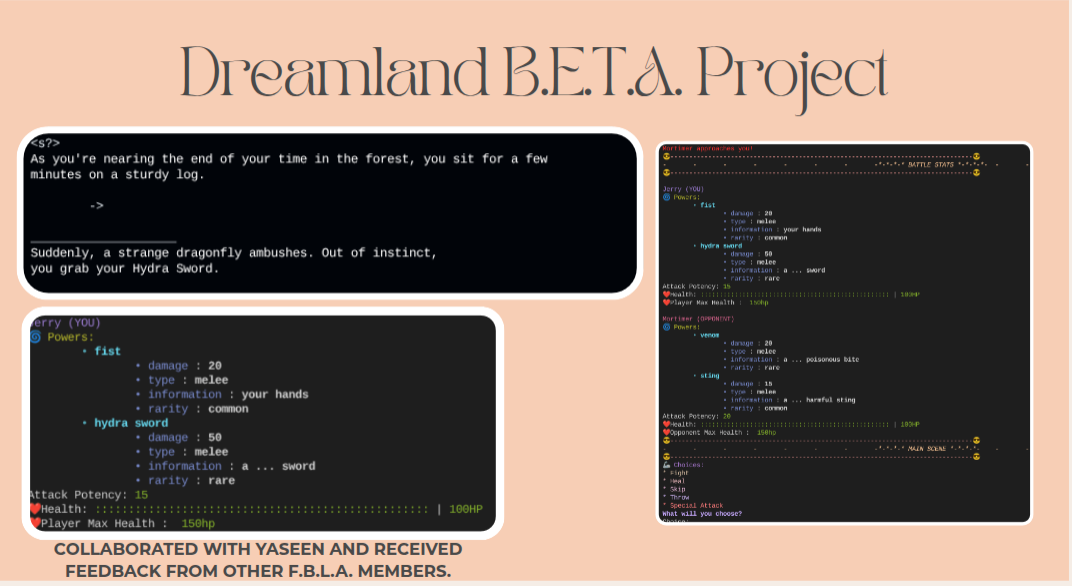 Dreamland B.E.T.A. Project
<s?>
As you're nearing the end of your time in the forest, you sit for a few
minutes on a sturdy log.
->
Suddenly, a strange dragonfly ambushes. Out of instinct,
you grab your Hydra Sword.
Jerry (YOU)
Powers:
• fist
• damage : 20
• type : melee
• information : your hands
• rarity : common
• hydra sword
• damage : 50
• type : melee
• information : a ... sword
• rarity : rare
Attack Potency: 15
Health: :::::::::::::::::::::::::::::::::::::::::::::: | 100HP
Player Max Health : 150hp
COLLABORATED WITH YASEEN AND RECEIVED
FEEDBACK FROM OTHER F.B.L.A. MEMBERS.
Mortimer approaches you!
-*-*-*-* BATTLE STATS *-*-*-*-
Jerry (YOU)
Powers:
• fist
• damage : 20
• type : melee
• information : your hands
• rarity : common
• hydra sword
• damage : 50
• type : melee
• information : a ... sword
• rarity : rare
Attack Potency: 15
Health: :::::::::::::::::::::::::::::::::::::::::::::: | 100HP
Player Max Health : 150hp
Mortimer (OPPONENT)
Powers:
• venom
• damage : 20
• type : melee
• information : a ... poisonous bite
• rarity : rare
• sting
• damage : 15
• type : melee
• information : a ... harmful sting
• rarity : common
Attack Potency: 20
Health: :::::::::::::::::::::::::::::::::::::::::::::: | 100HP
Opponent Max Health : 150hp
-*-*-*-* MAIN SCENE *-*-*-*-
Choices:
* Fight
* Heal
* Skip
* Throw
* Special Attack
What will you choose?
Choice: